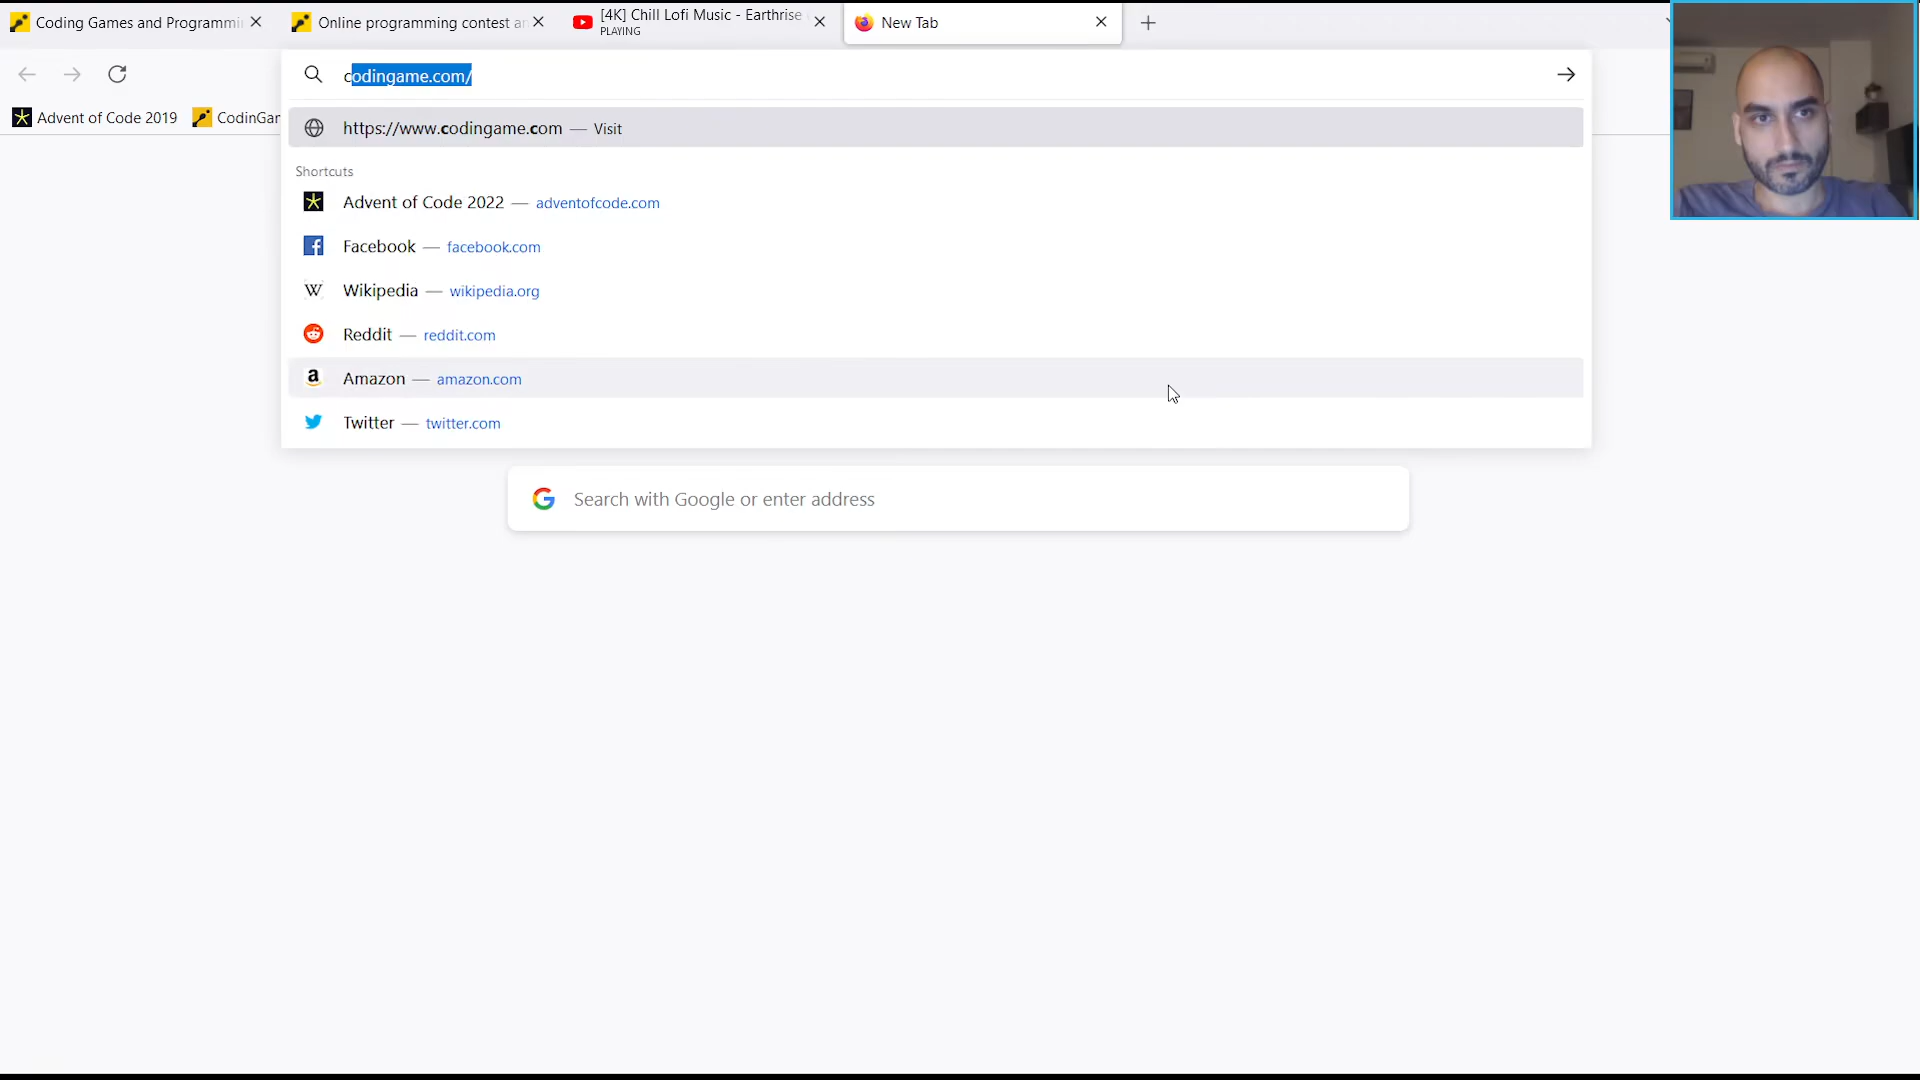 Coding Games and Programmi
Online programming contest a
[4K] Chill Lofi Music - Earthrise
PLAYING
New Tab
codingame.com/
Advent of Code 2019
CodinGar
https://www.codingame.com — Visit
Shortcuts
Advent of Code 2022 — adventofcode.com
Facebook — facebook.com
Wikipedia — wikipedia.org
Reddit — reddit.com
Amazon — amazon.com
Twitter — twitter.com
Search with Google or enter address